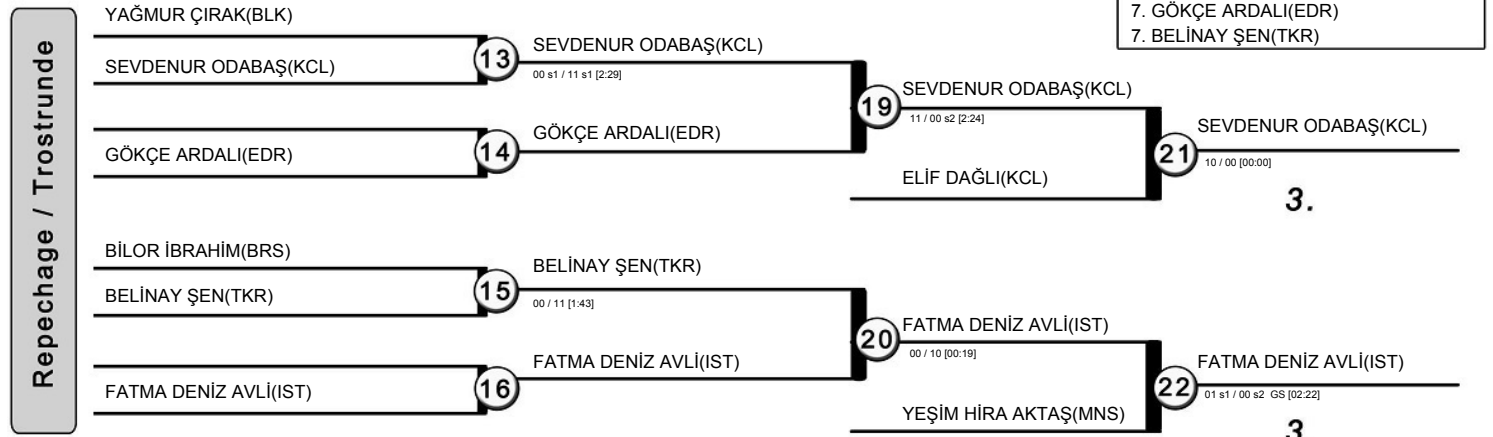 Repechage / Trostrunde
7. GÖKÇE ARDALI(EDR)
7. BELİNAY ŞEN(TKR)
YAĞMUR ÇIRAK(BLK)
SEVDENUR ODABAŞ(KCL)
13
SEVDENUR ODABAŞ(KCL)
00 s1 / 11 s1 [2:29]
GÖKÇE ARDALI(EDR)
14
GÖKÇE ARDALI(EDR)
19
SEVDENUR ODABAŞ(KCL)
11 / 00 s2 [2:24]
ELİF DAĞLI(KCL)
21
SEVDENUR ODABAŞ(KCL)
10 / 00 [00:00]
3.
BİLOR İBRAHİM(BRS)
BELİNAY ŞEN(TKR)
15
BELİNAY ŞEN(TKR)
00 / 11 [1:43]
FATMA DENİZ AVLİ(IST)
16
FATMA DENİZ AVLİ(IST)
20
FATMA DENİZ AVLİ(IST)
00 / 10 [00:19]
YEŞİM HİRA AKTAŞ(MNS)
22
FATMA DENİZ AVLİ(IST)
01 s1 / 00 s2 GS [02:22]
3